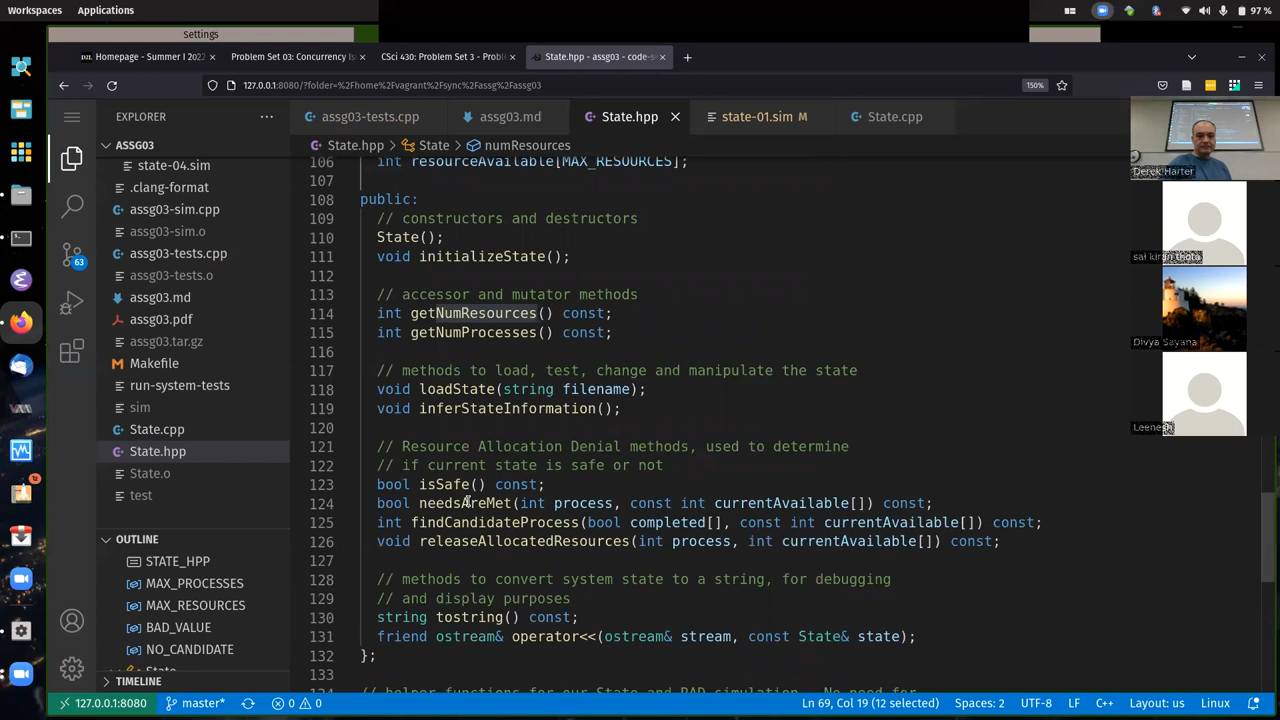 Workspaces Applications 97 %
Settings
Homepage - Summer I 2022 Problem Set 03: Concurrency Is CSci 430: Problem Set 3 - Problem State.hpp - assg03 - code-se
127.0.0.1:8080/?folder=%2Fhome%2Fvagrant%2Fsync%2Fassg%2Fassg03 150%
EXPLORER
assg03-tests.cpp assg03.md State.hpp state-01.sim M State.cpp
State.hpp > State > numResources
ASSG03
state-04.sim
.clang-format
assg03-sim.cpp
assg03-sim.o
assg03-tests.cpp
assg03-tests.o
assg03.md
assg03.pdf
assg03.tar.gz
Makefile
run-system-tests
sim
State.cpp
State.hpp
State.o
test
OUTLINE
STATE_HPP
MAX_PROCESSES
MAX_RESOURCES
BAD_VALUE
NO_CANDIDATE
State
TIMELINE
63
12
106 int resourceAvailable[MAX_RESOURCES];
107
108 public:
109 // constructors and destructors
110 State();
111 void initializeState();
112
113 // accessor and mutator methods
114 int getNumResources() const;
115 int getNumProcesses() const;
116
117 // methods to load, test, change and manipulate the state
118 void loadState(string filename);
119 void inferStateInformation();
120
121 // Resource Allocation Denial methods, used to determine
122 // if current state is safe or not
123 bool isSafe() const;
124 bool needsAreMet(int process, const int currentAvailable[]) const;
125 int findCandidateProcess(bool completed[], const int currentAvailable[]) const;
126 void releaseAllocatedResources(int process, int currentAvailable[]) const;
127
128 // methods to convert system state to a string, for debugging
129 // and display purposes
130 string tostring() const;
131 friend ostream& operator<<(ostream& stream, const State& state);
132 };
133
// helper functions for our State and RAD simulation. No need for
Derek Harter
sai kiran thota
Divya Sayana
127.0.0.1:8080 master* 0 0 Ln 69, Col 19 (12 selected) Spaces: 2 UTF-8 LF C++ Layout: us Linux